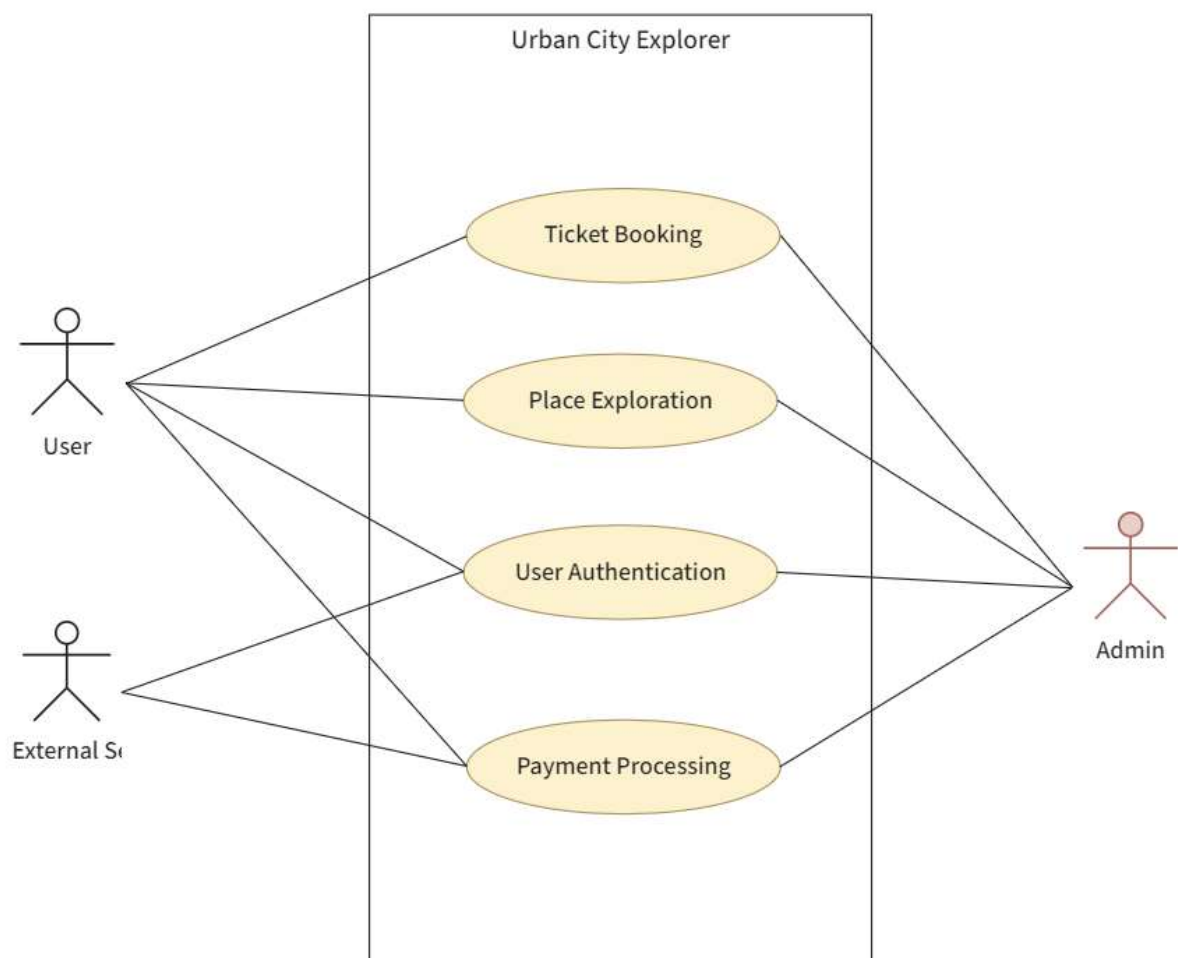 Urban City Explorer
Ticket Booking
Place Exploration
User
User Authentication
Admin
External
Payment Processing